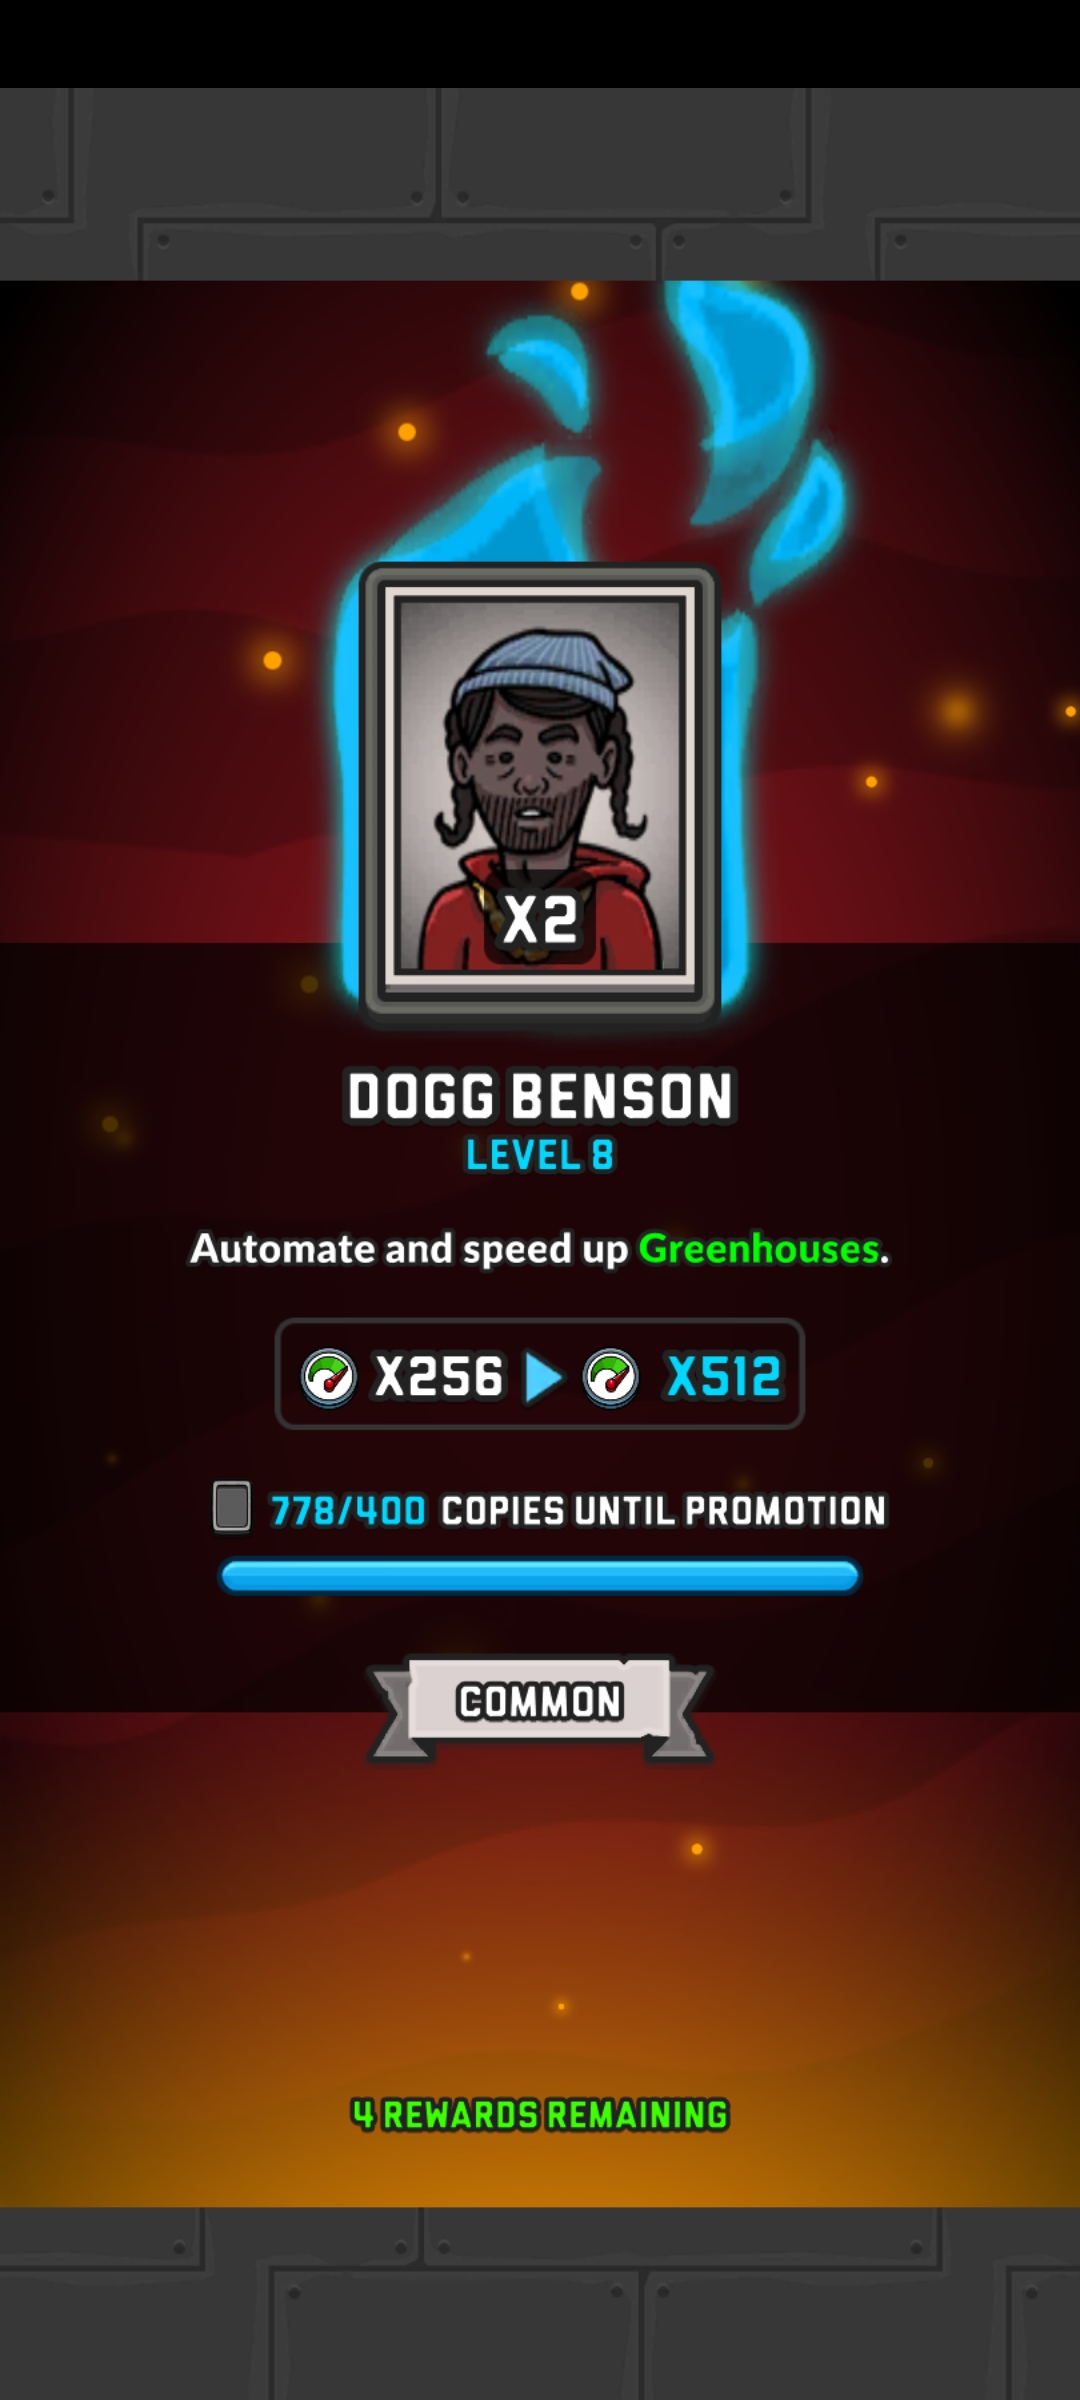 X2
DOGG BENSON
LEVEL 8
Automate and speed up Greenhouses.
X256 X512
778/400 COPIES UNTIL PROMOTION
COMMON
4 REWARDS REMAINING